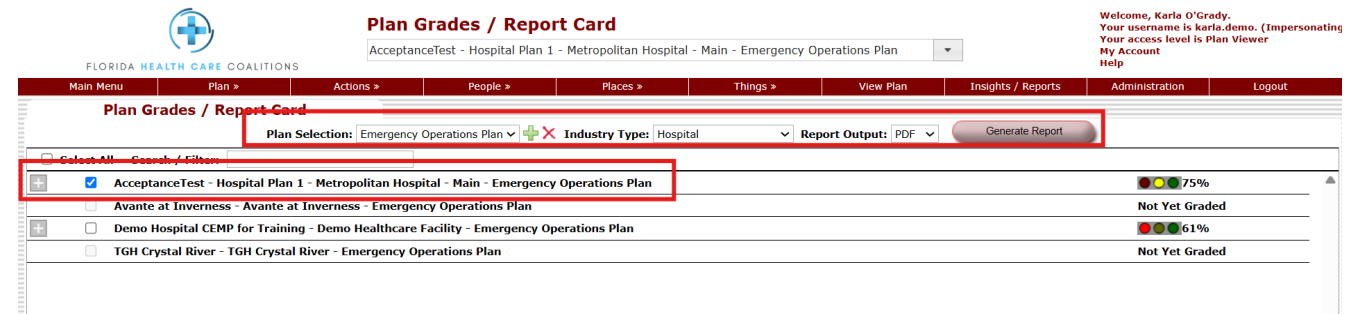 FLORIDA HEALTH CARE COALITIONS
Plan Grades / Report Card
AcceptanceTest - Hospital Plan 1 - Metropolitan Hospital - Main - Emergency Operations Plan
Welcome, Karla O'Grady.
Your username is karla.demo. (Impersonating
Your access level is Plan Viewer
My Account
Help
Main Menu Plan » Actions » People » Places » Things » View Plan Insights / Reports Administration Logout
Plan Grades / Report Card
Plan Selection: Emergency Operations Plan Industry Type: Hospital Report Output: PDF Generate Report
Select All Search / Filter:
AcceptanceTest - Hospital Plan 1 - Metropolitan Hospital - Main - Emergency Operations Plan 75%
Avante at Inverness - Avante at Inverness - Emergency Operations Plan Not Yet Graded
Demo Hospital CEMP for Training - Demo Healthcare Facility - Emergency Operations Plan 61%
TGH Crystal River - TGH Crystal River - Emergency Operations Plan Not Yet Graded